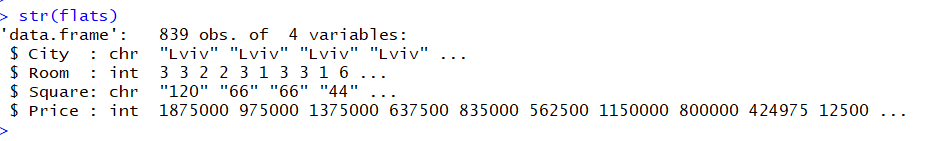 > str(flats)
'data.frame':   839 obs. of  4 variables:
 $ City  : chr  "Lviv" "Lviv" "Lviv" "Lviv" ...
 $ Room  : int  3 3 2 2 3 1 3 3 1 6 ...
 $ Square: chr  "120" "66" "66" "44" ...
 $ Price : int  1875000 975000 1375000 637500 835000 562500 1150000 800000 424975 12500 ...
>